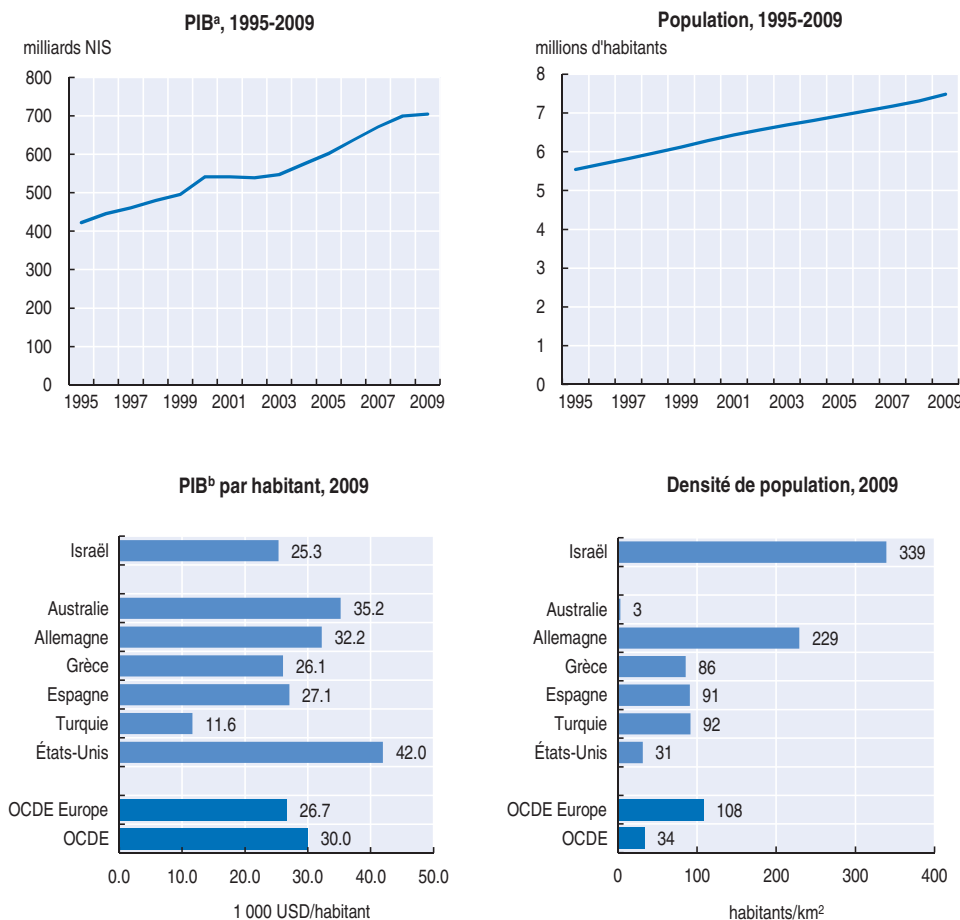 PIBᵃ, 1995-2009
milliards NIS
800
700
600
500
400
300
200
100
0
1995 1997 1999 2001 2003 2005 2007 2009
Population, 1995-2009
millions d'habitants
8
7
6
5
4
3
2
1
0
1995 1997 1999 2001 2003 2005 2007 2009
PIBᵇ par habitant, 2009
Israël 25.3
Australie 35.2
Allemagne 32.2
Grèce 26.1
Espagne 27.1
Turquie 11.6
États-Unis 42.0
OCDE Europe 26.7
OCDE 30.0
0.0 10.0 20.0 30.0 40.0 50.0
1 000 USD/habitant
Densité de population, 2009
Israël 339
Australie 3
Allemagne 229
Grèce 86
Espagne 91
Turquie 92
États-Unis 31
OCDE Europe 108
OCDE 34
0 100 200 300 400
habitants/km²